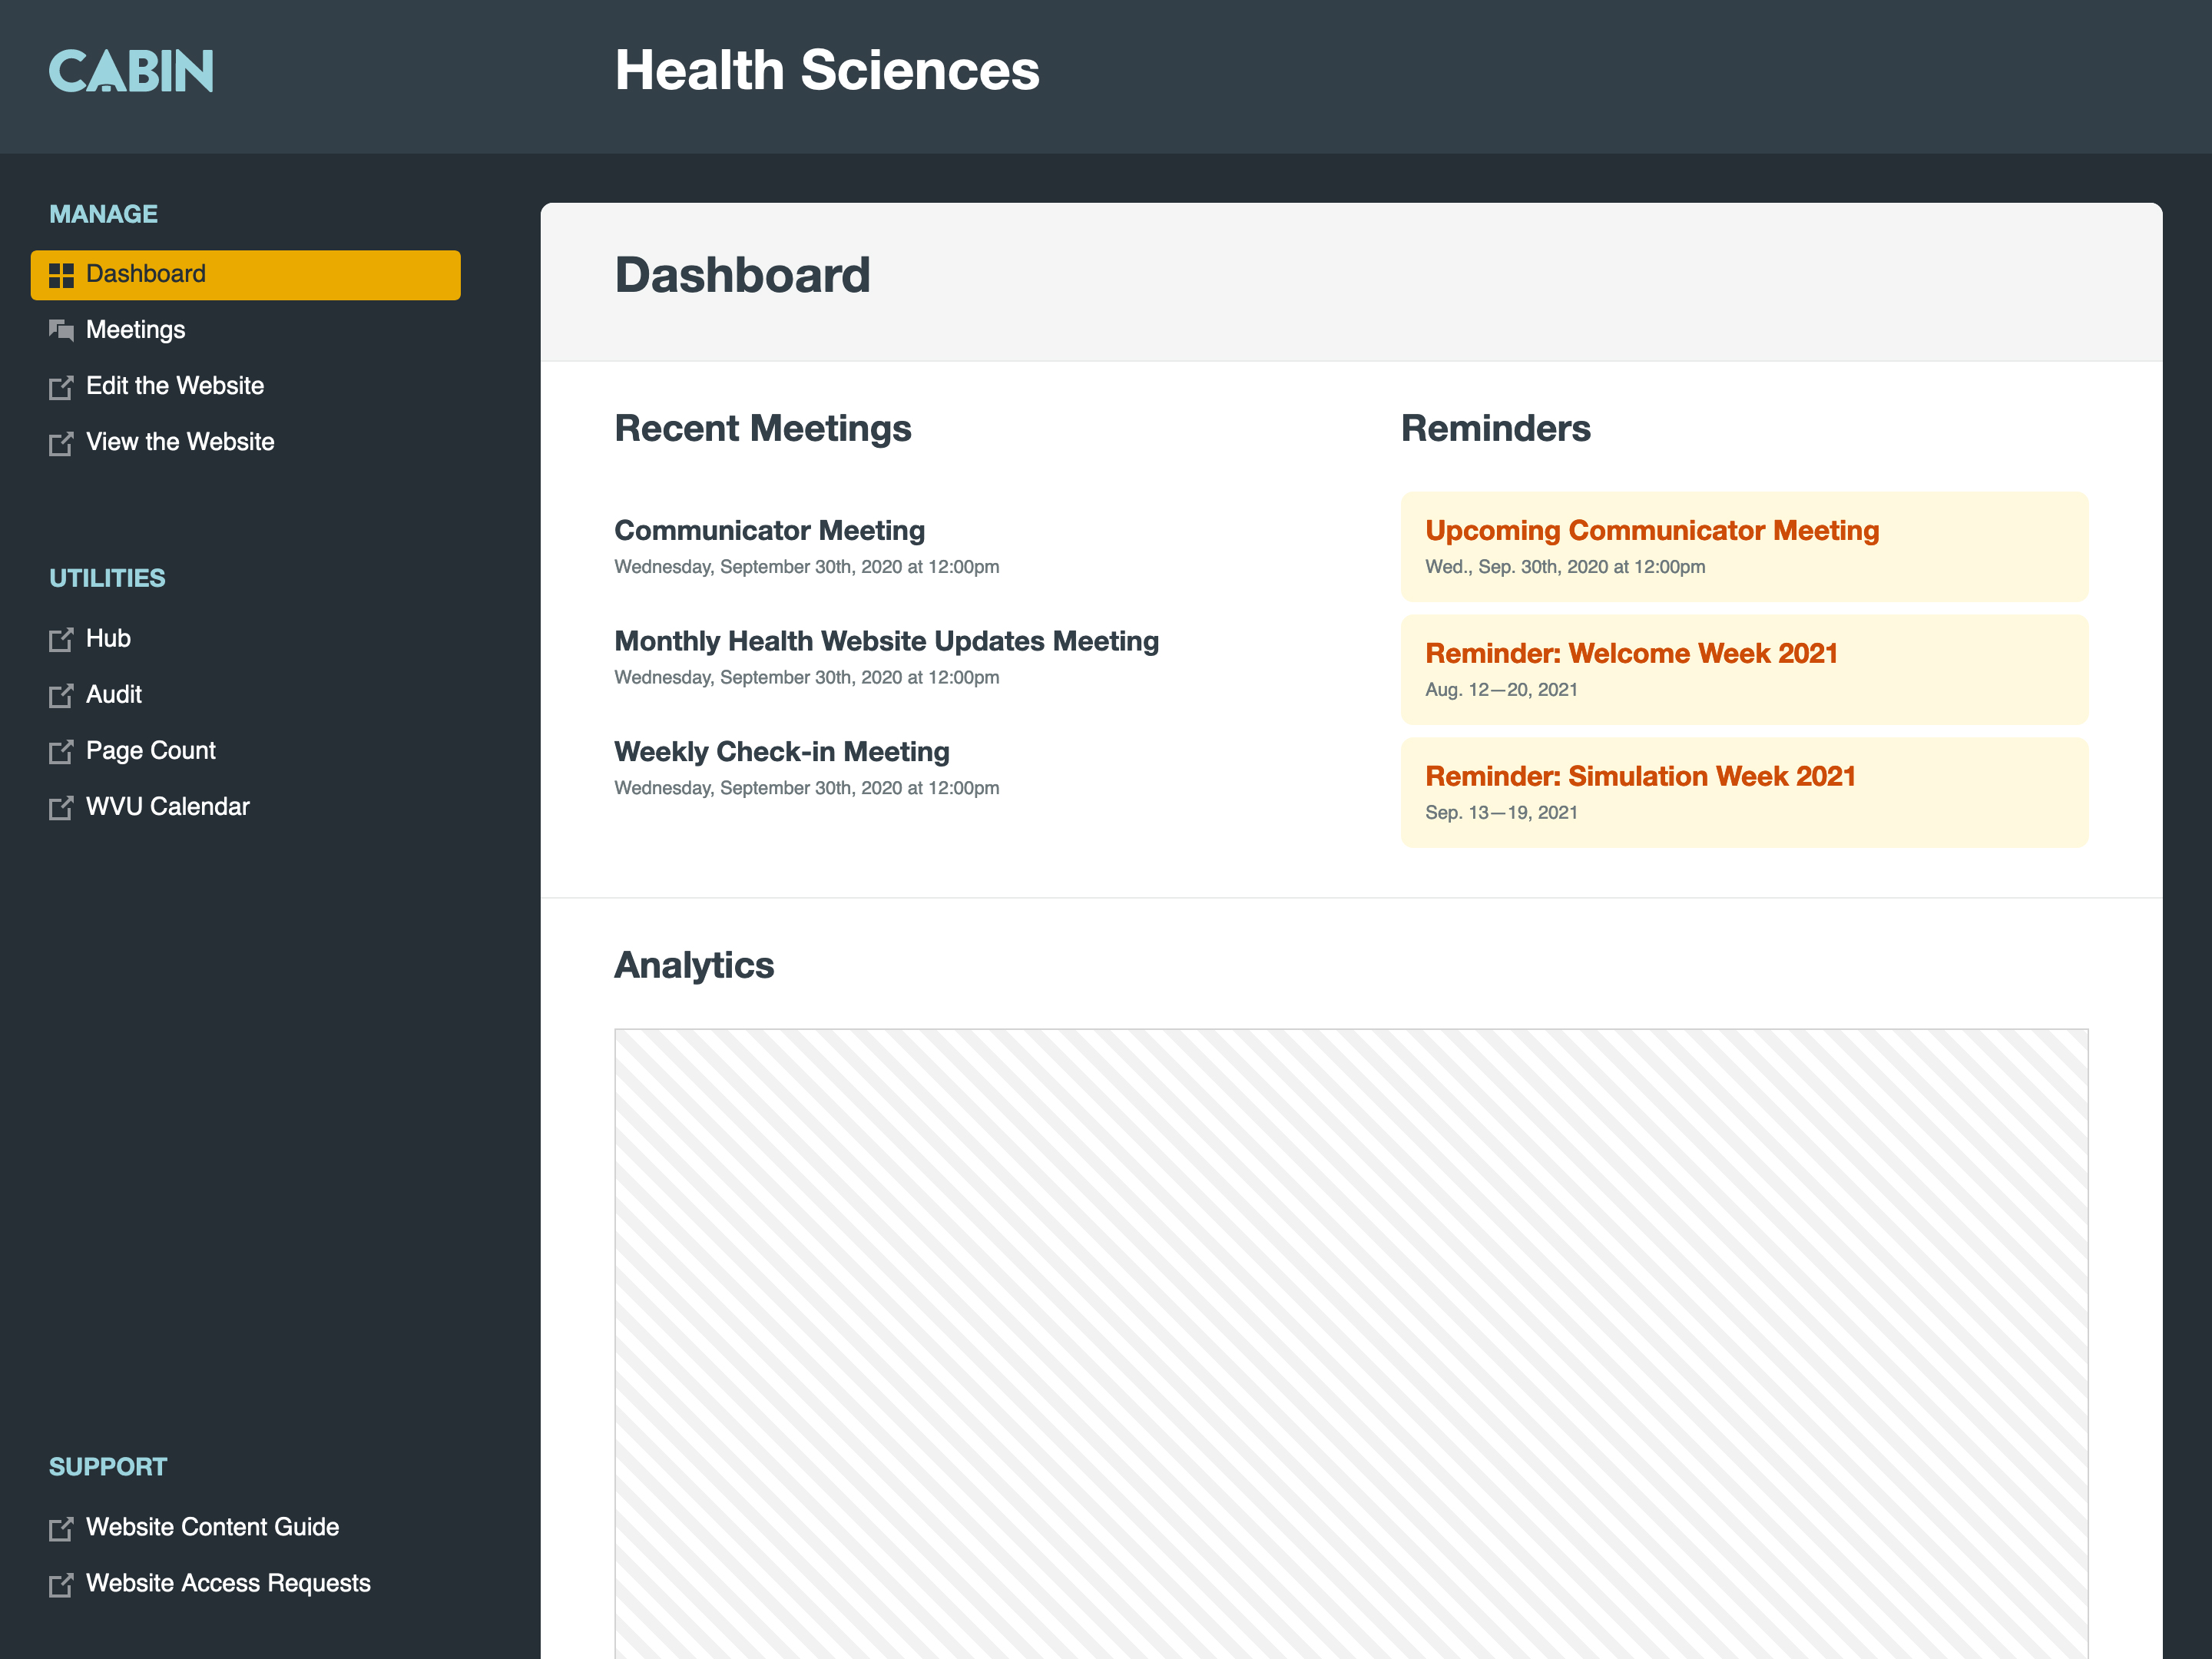 CABIN
Health Sciences
MANAGE
Dashboard
Meetings
Edit the Website
View the Website
UTILITIES
Hub
Audit
Page Count
WVU Calendar
SUPPORT
Website Content Guide
Website Access Requests
Dashboard
Recent Meetings
Communicator Meeting
Wednesday, September 30th, 2020 at 12:00pm
Monthly Health Website Updates Meeting
Wednesday, September 30th, 2020 at 12:00pm
Weekly Check-in Meeting
Wednesday, September 30th, 2020 at 12:00pm
Reminders
Upcoming Communicator Meeting
Wed., Sep. 30th, 2020 at 12:00pm
Reminder: Welcome Week 2021
Aug. 12—20, 2021
Reminder: Simulation Week 2021
Sep. 13—19, 2021
Analytics